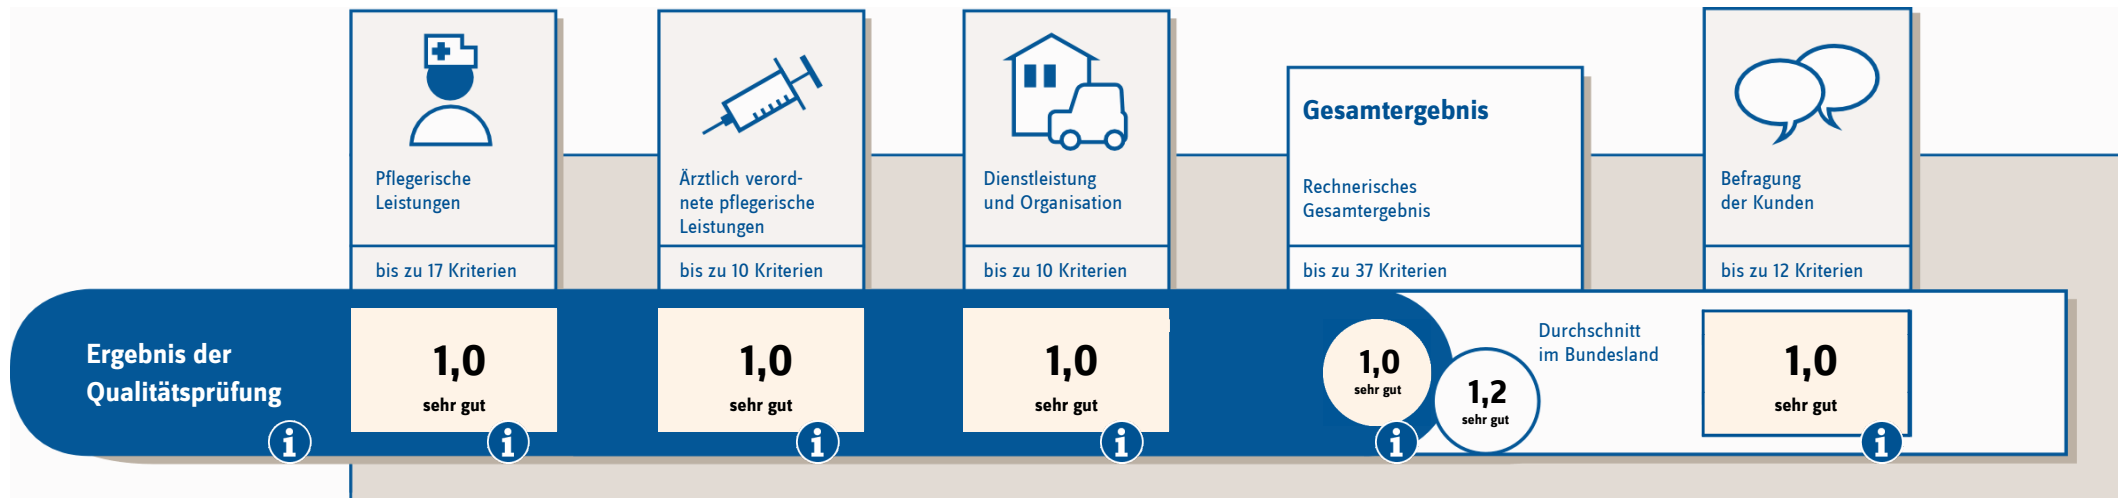 Pflegerische
Leistungen
bis zu 17 Kriterien
Ärztlich verord-
nete pflegerische
Leistungen
bis zu 10 Kriterien
Dienstleistung
und Organisation
bis zu 10 Kriterien
Gesamtergebnis
Rechnerisches
Gesamtergebnis
bis zu 37 Kriterien
Befragung
der Kunden
bis zu 12 Kriterien
Ergebnis der
Qualitätsprüfung
i
1,0
sehr gut
i
1,0
sehr gut
i
1,0
sehr gut
i
1,0
sehr gut
i
1,2
sehr gut
Durchschnitt
im Bundesland
1,0
sehr gut
i